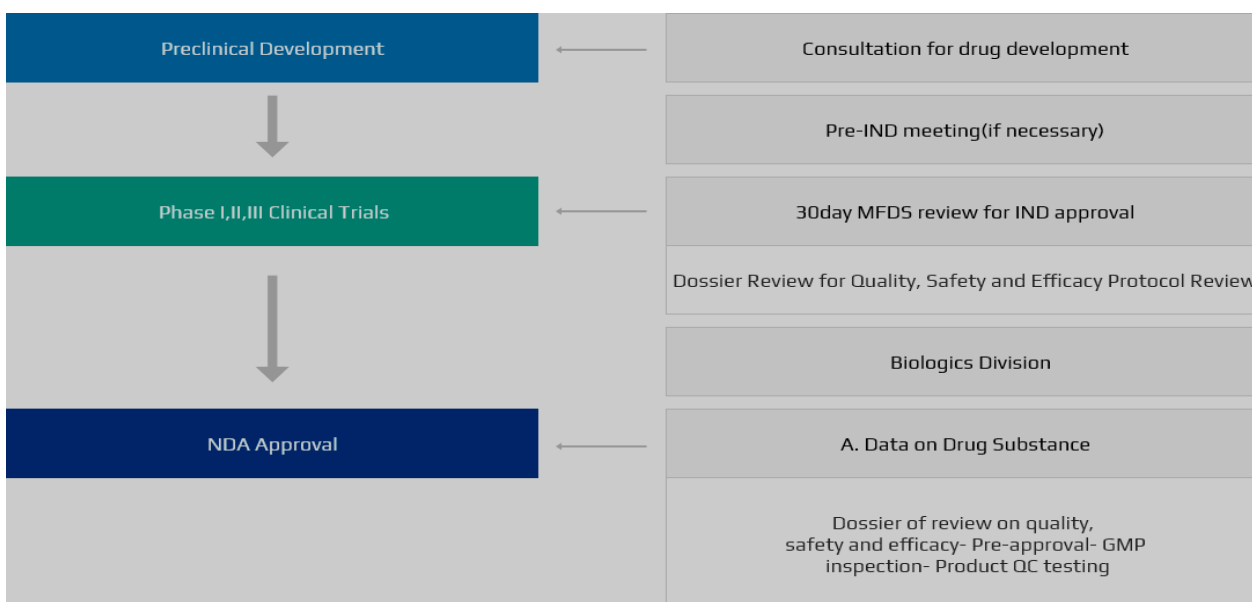 Preclinical Development
Consultation for drug development
Pre-IND meeting(if necessary)
Phase I,II,III Clinical Trials
30day MFDS review for IND approval
Dossier Review for Quality, Safety and Efficacy Protocol Review
Biologics Division
NDA Approval
A. Data on Drug Substance
Dossier of review on quality,
safety and efficacy- Pre-approval- GMP
inspection- Product QC testing